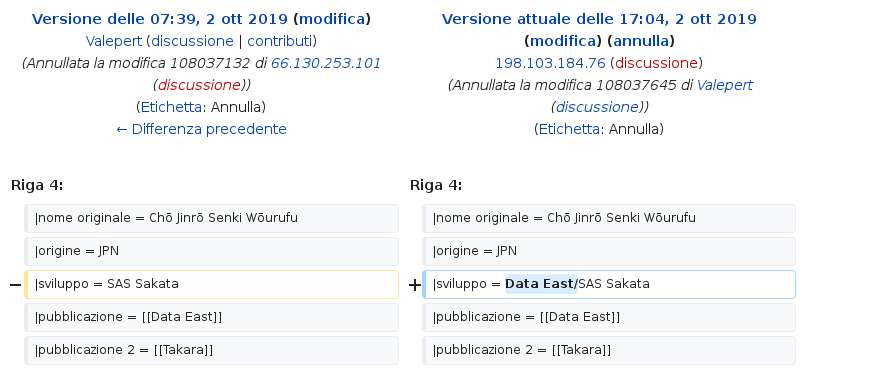 Versione delle 07:39, 2 ott 2019 (modifica)
Valepert (discussione | contributi)
(Annullata la modifica 108037132 di 66.130.253.101
(discussione))
(Etichetta: Annulla)
← Differenza precedente
Versione attuale delle 17:04, 2 ott 2019
(modifica) (annulla)
198.103.184.76 (discussione)
(Annullata la modifica 108037645 di Valepert
(discussione))
(Etichetta: Annulla)
Riga 4:
Riga 4:
|nome originale = Chō Jinrō Senki Wōurufu
|nome originale = Chō Jinrō Senki Wōurufu
|origine = JPN
|origine = JPN
− |sviluppo = SAS Sakata
+ |sviluppo = Data East/SAS Sakata
|pubblicazione = [[Data East]]
|pubblicazione = [[Data East]]
|pubblicazione 2 = [[Takara]]
|pubblicazione 2 = [[Takara]]